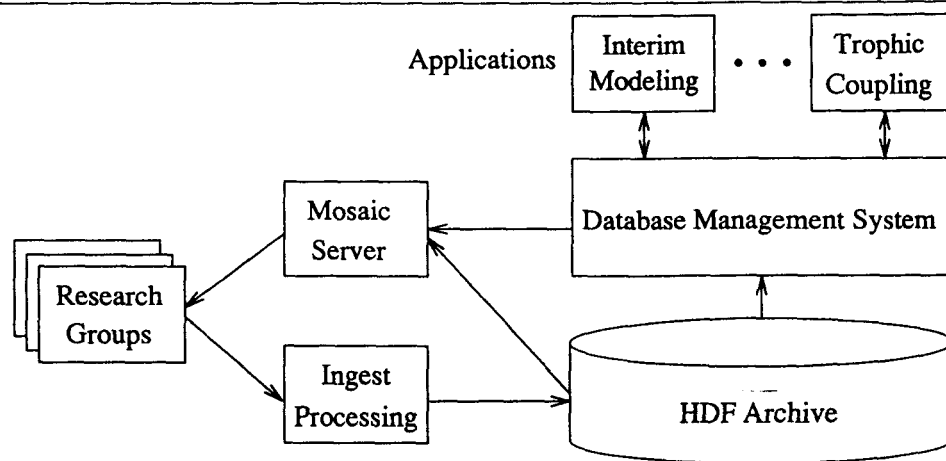 Applications
Interim
Modeling
Trophic
Coupling
Mosaic
Server
Database Management System
Research
Groups
Ingest
Processing
HDF Archive